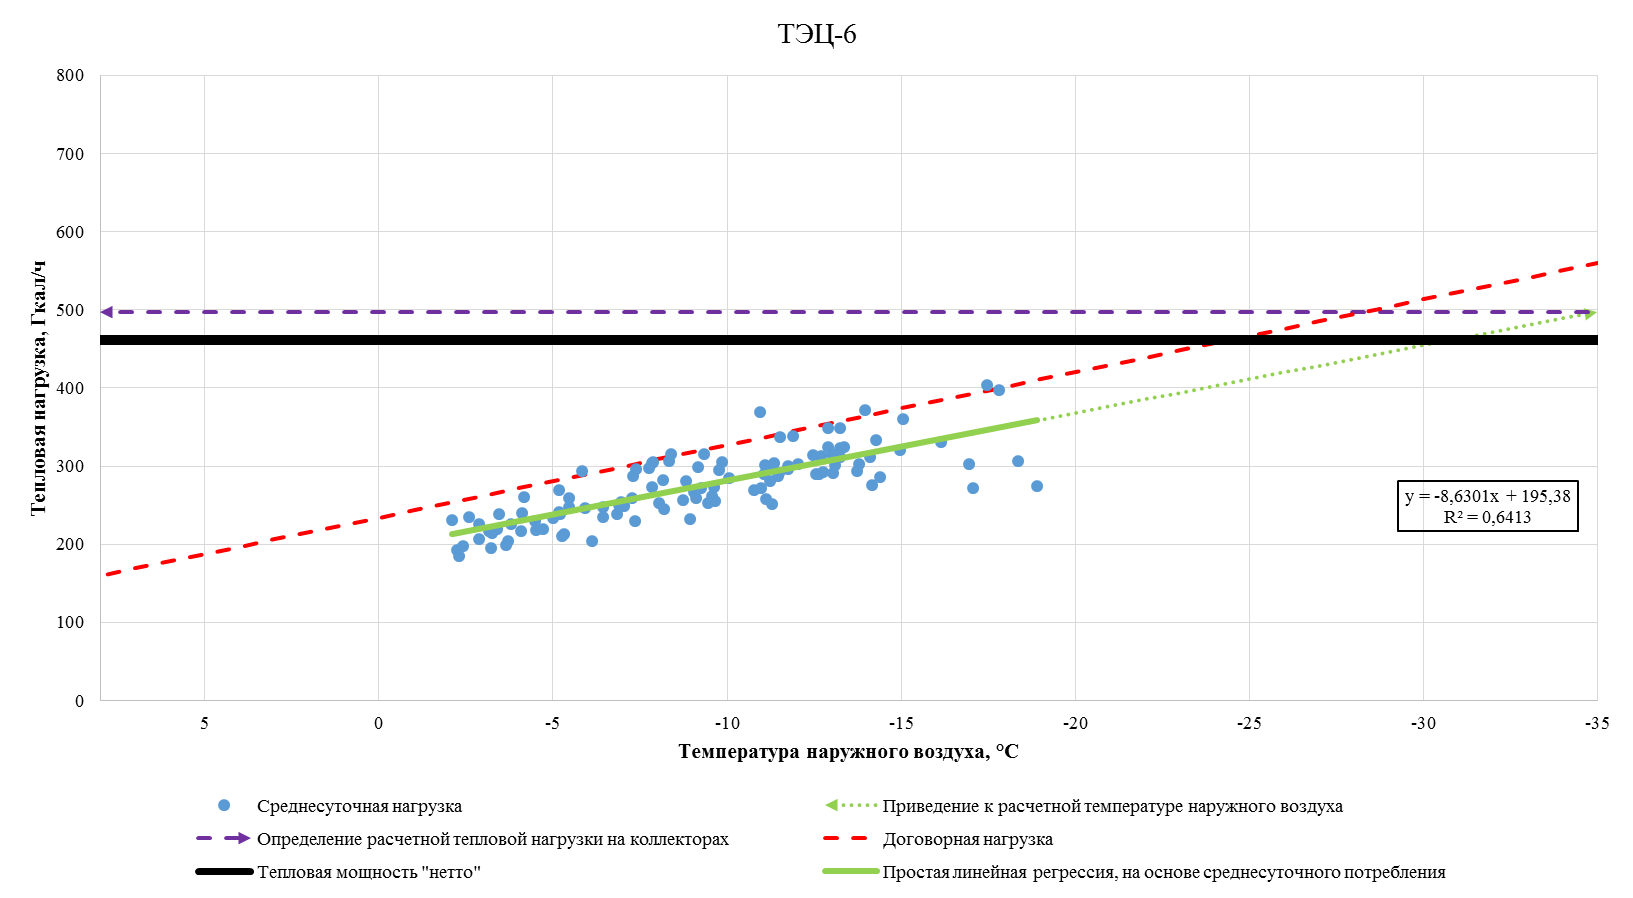 ТЭЦ-6
800
700
600
500
400
300
200
100
0
Тепловая нагрузка, Гкал/ч
y = -8,6301x + 195,38
R² = 0,6413
5 0 -5 -10 -15 -20 -25 -30 -35
Температура наружного воздуха, °С
Среднесуточная нагрузка
Приведение к расчетной температуре наружного воздуха
Определение расчетной тепловой нагрузки на коллекторах
Договорная нагрузка
Тепловая мощность "нетто"
Простая линейная регрессия, на основе среднесуточного потребления